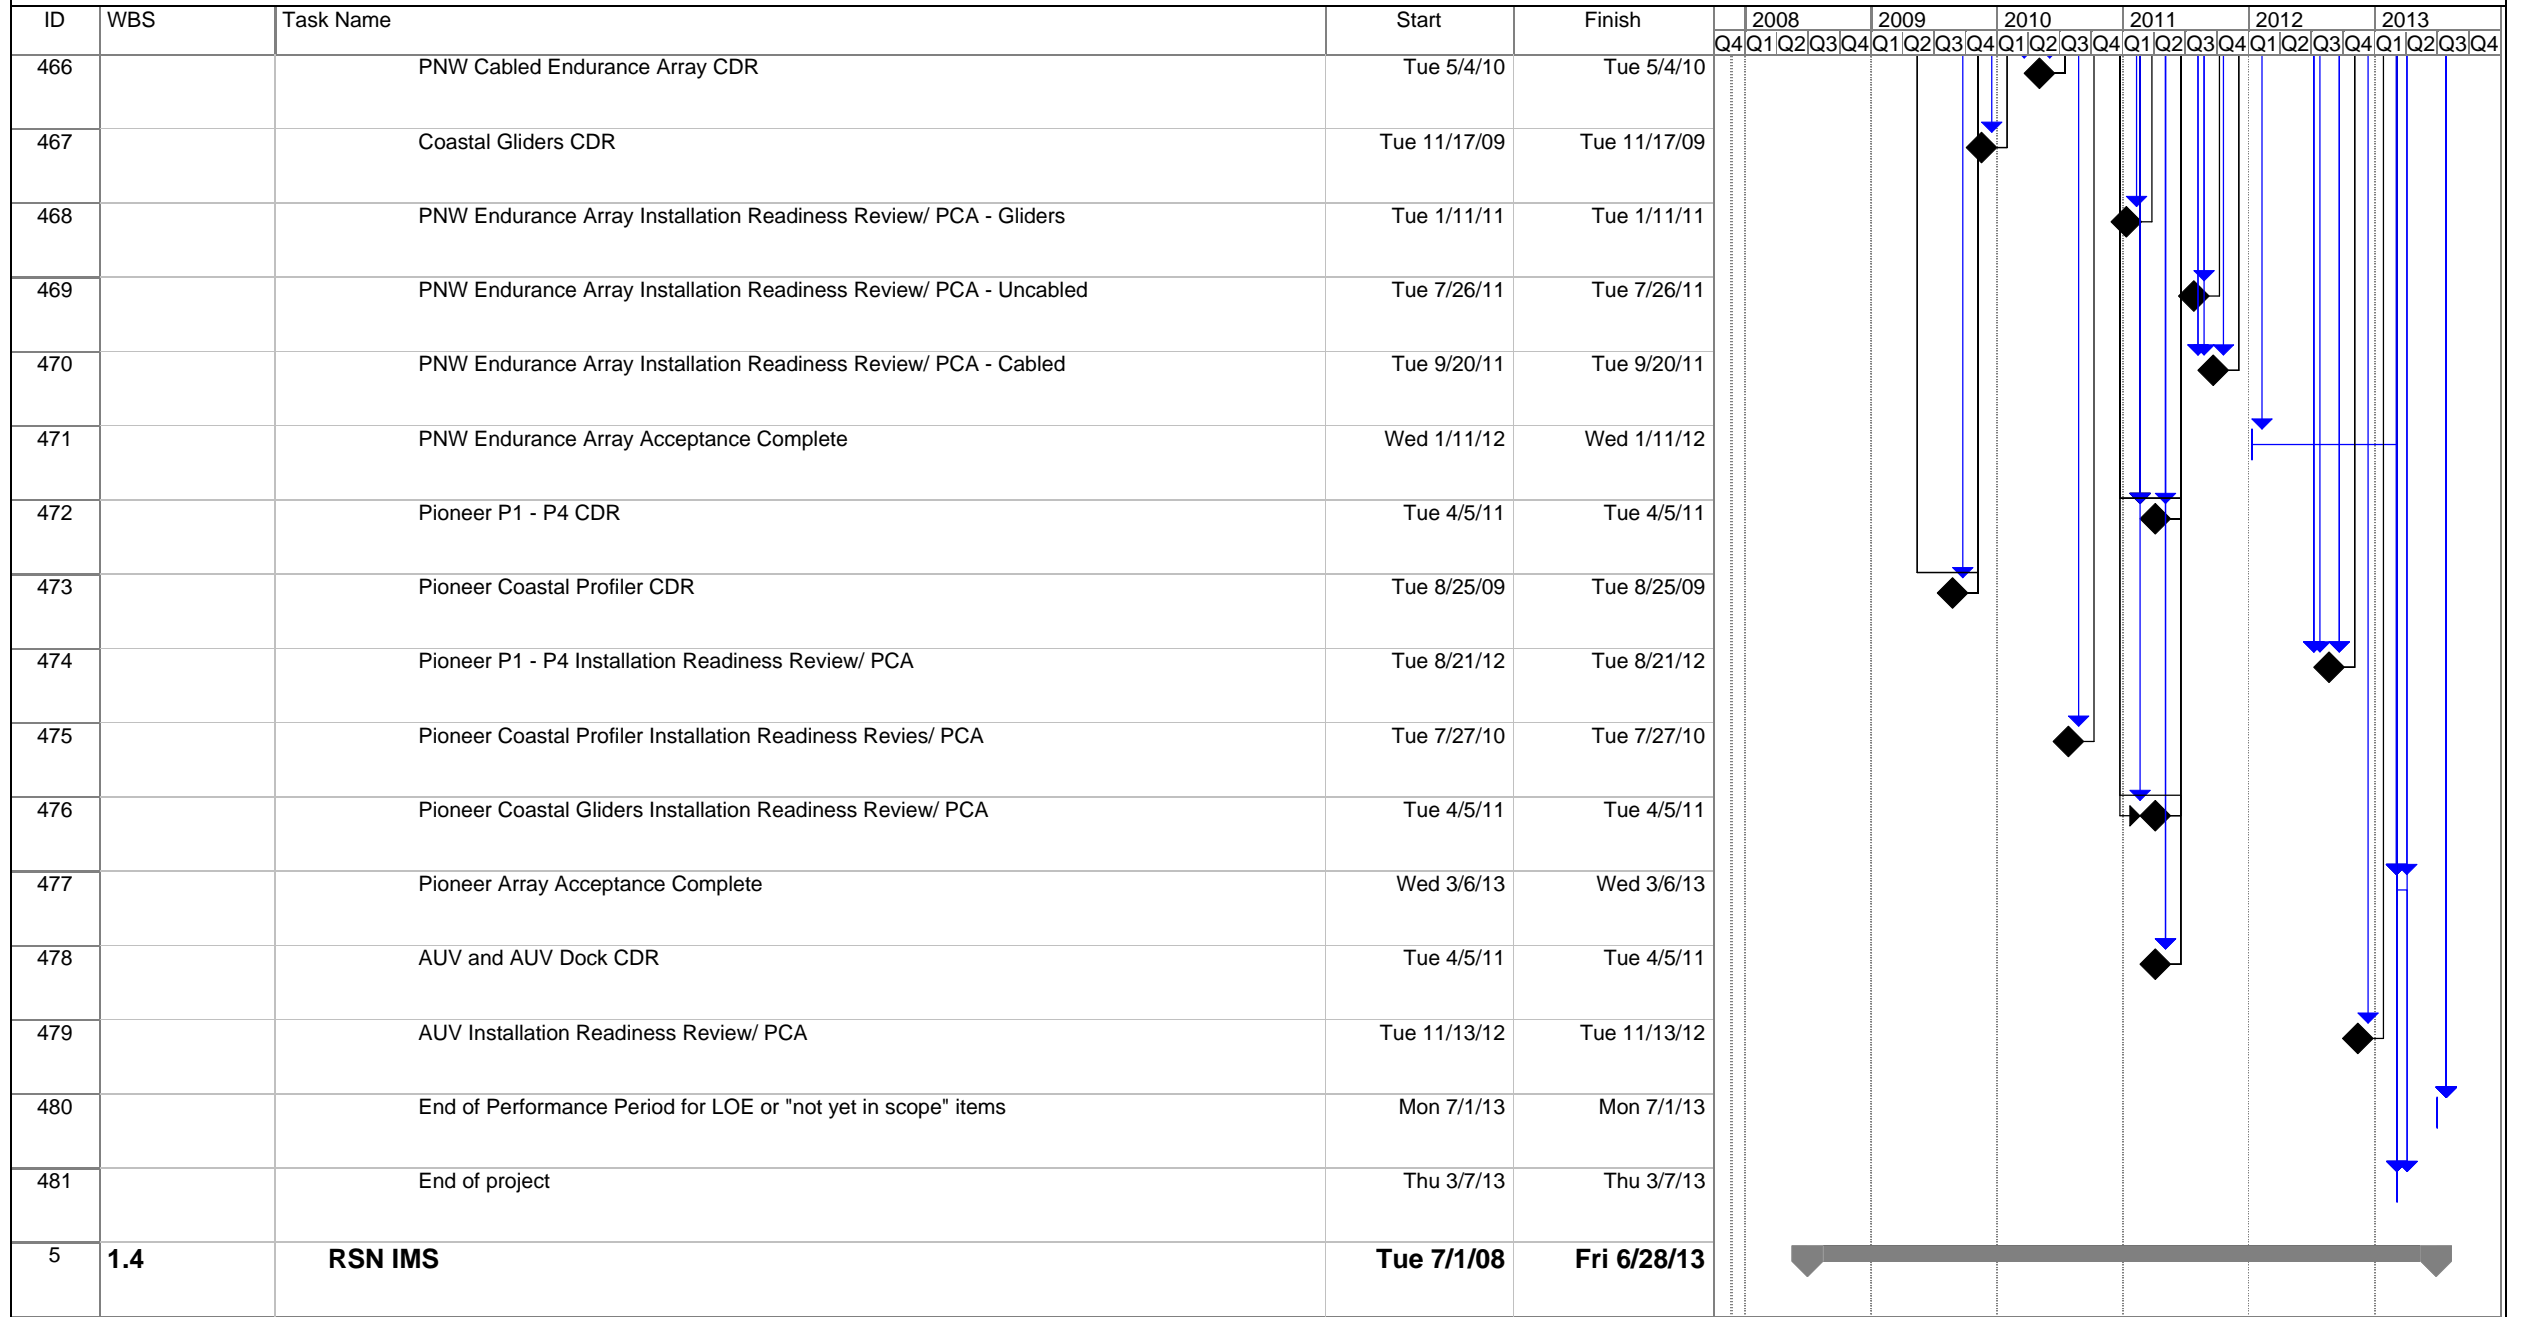 ID WBS Task Name Start Finish 2008 2009 2010 2011 2012 2013
Q4 Q1 Q2 Q3 Q4 Q1 Q2 Q3 Q4 Q1 Q2 Q3 Q4 Q1 Q2 Q3 Q4 Q1 Q2 Q3 Q4 Q1 Q2 Q3 Q4
466 PNW Cabled Endurance Array CDR Tue 5/4/10 Tue 5/4/10
467 Coastal Gliders CDR Tue 11/17/09 Tue 11/17/09
468 PNW Endurance Array Installation Readiness Review/ PCA - Gliders Tue 1/11/11 Tue 1/11/11
469 PNW Endurance Array Installation Readiness Review/ PCA - Uncabled Tue 7/26/11 Tue 7/26/11
470 PNW Endurance Array Installation Readiness Review/ PCA - Cabled Tue 9/20/11 Tue 9/20/11
471 PNW Endurance Array Acceptance Complete Wed 1/11/12 Wed 1/11/12
472 Pioneer P1 - P4 CDR Tue 4/5/11 Tue 4/5/11
473 Pioneer Coastal Profiler CDR Tue 8/25/09 Tue 8/25/09
474 Pioneer P1 - P4 Installation Readiness Review/ PCA Tue 8/21/12 Tue 8/21/12
475 Pioneer Coastal Profiler Installation Readiness Revies/ PCA Tue 7/27/10 Tue 7/27/10
476 Pioneer Coastal Gliders Installation Readiness Review/ PCA Tue 4/5/11 Tue 4/5/11
477 Pioneer Array Acceptance Complete Wed 3/6/13 Wed 3/6/13
478 AUV and AUV Dock CDR Tue 4/5/11 Tue 4/5/11
479 AUV Installation Readiness Review/ PCA Tue 11/13/12 Tue 11/13/12
480 End of Performance Period for LOE or "not yet in scope" items Mon 7/1/13 Mon 7/1/13
481 End of project Thu 3/7/13 Thu 3/7/13
5 1.4 RSN IMS Tue 7/1/08 Fri 6/28/13